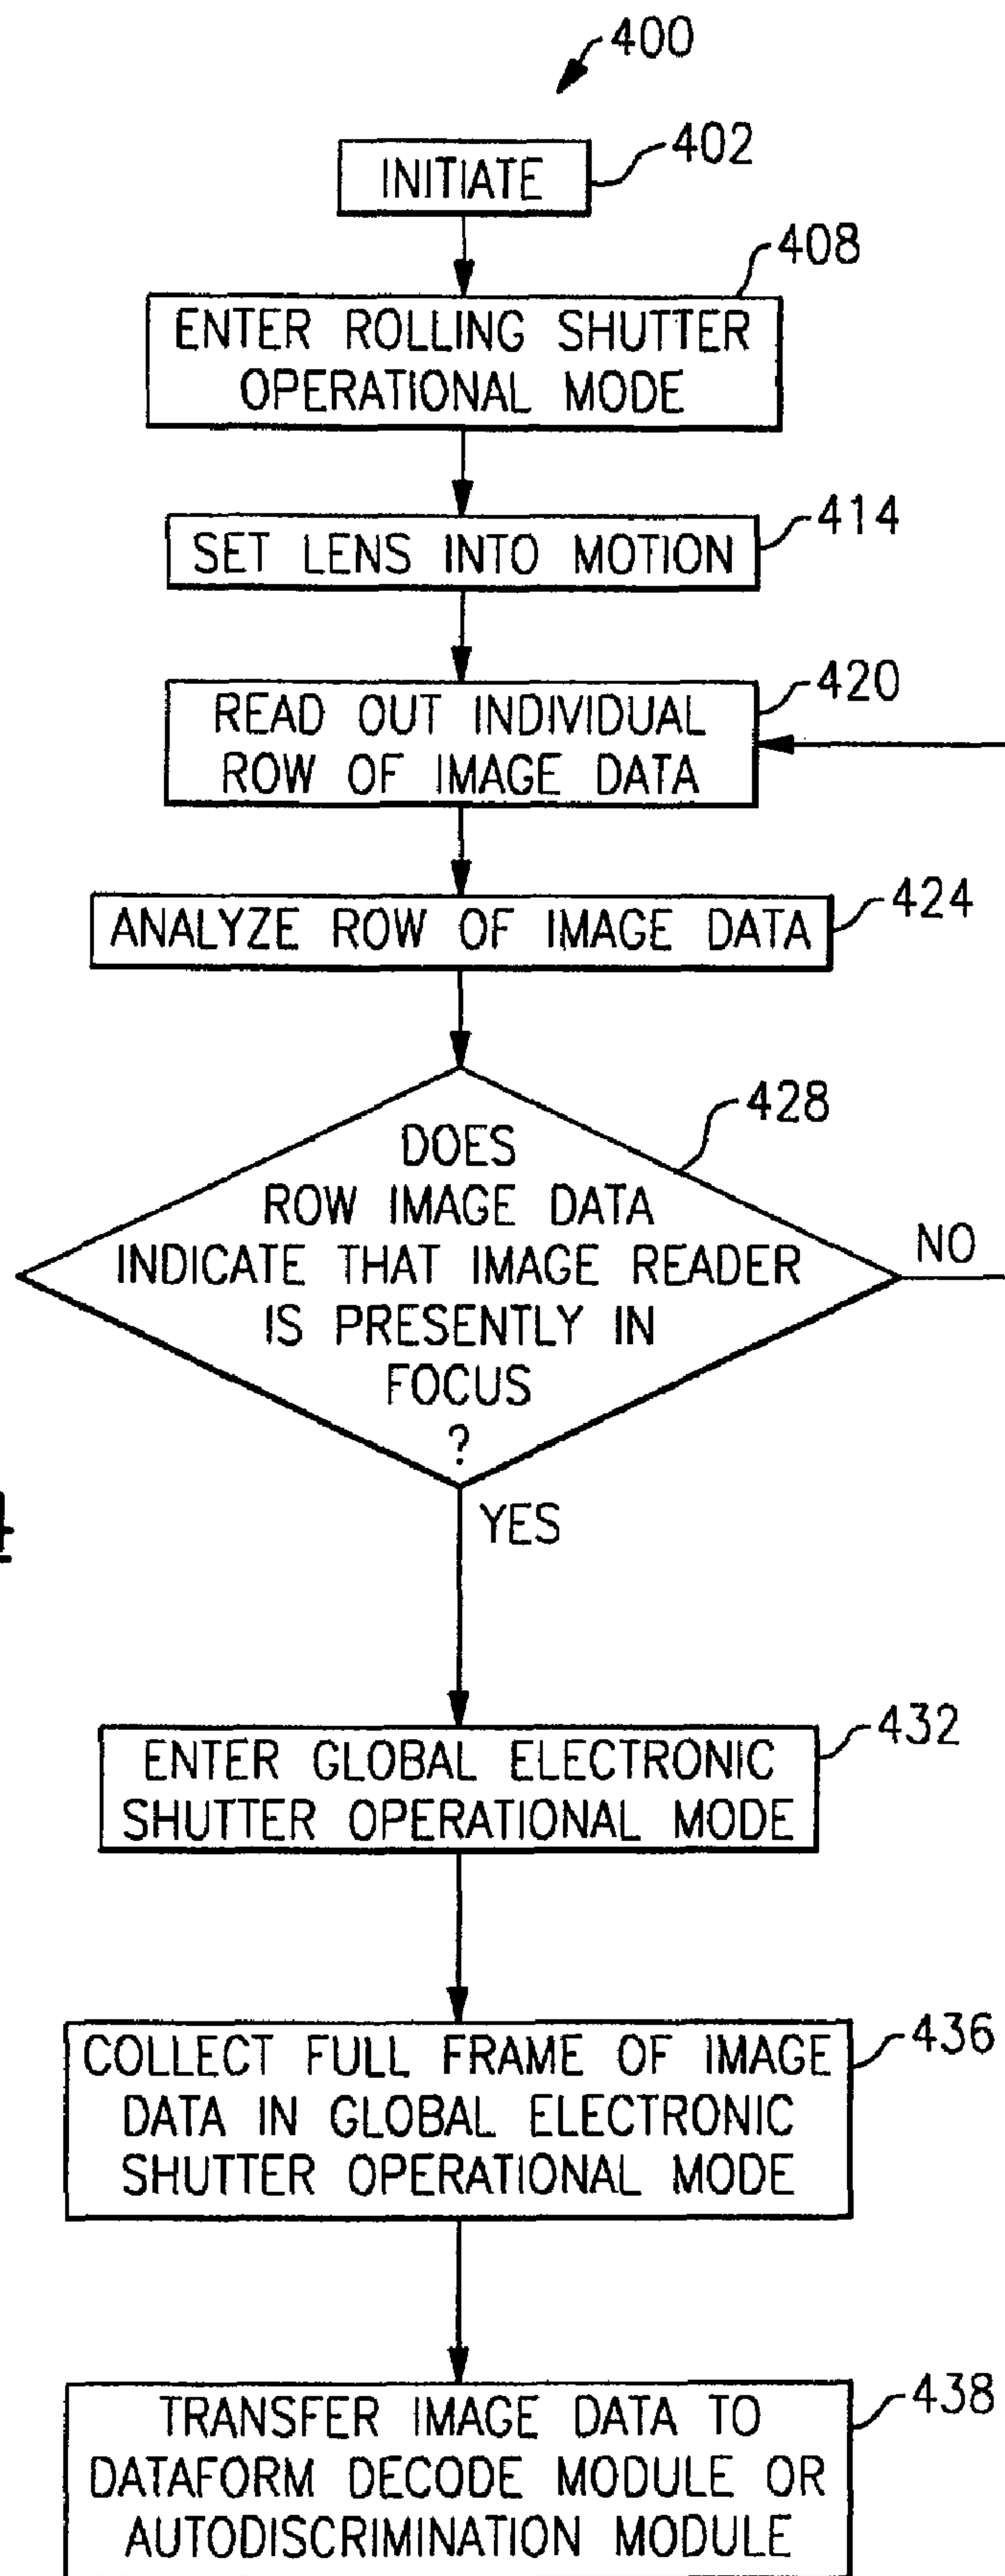 400
INITIATE
402
408
ENTER ROLLING SHUTTER
OPERATIONAL MODE
414
SET LENS INTO MOTION
420
READ OUT INDIVIDUAL
ROW OF IMAGE DATA
424
ANALYZE ROW OF IMAGE DATA
428
DOES
ROW IMAGE DATA
INDICATE THAT IMAGE READER
IS PRESENTLY IN
FOCUS
?
NO
YES
432
ENTER GLOBAL ELECTRONIC
SHUTTER OPERATIONAL MODE
436
COLLECT FULL FRAME OF IMAGE
DATA IN GLOBAL ELECTRONIC
SHUTTER OPERATIONAL MODE
438
TRANSFER IMAGE DATA TO
DATAFORM DECODE MODULE OR
AUTODISCRIMINATION MODULE